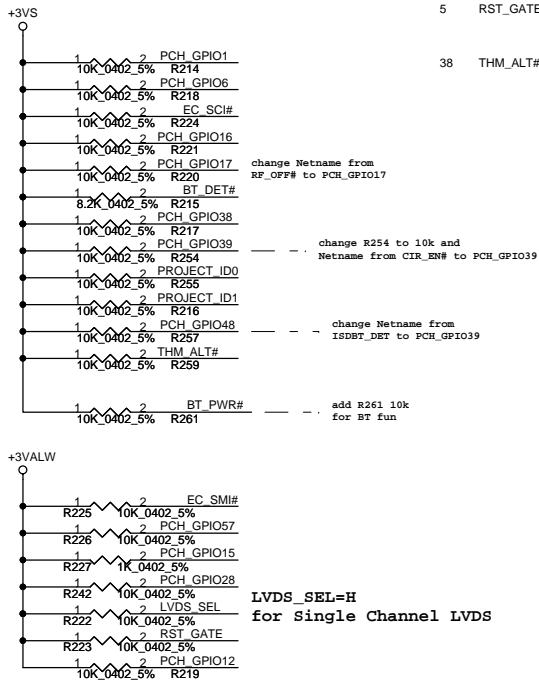 +3VS
5 RST_GATE
38 THM_ALT#
1 2 PCH_GPIO1
10K_0402_5% R214
1 2 PCH_GPIO6
10K_0402_5% R218
1 2 EC_SCI#
10K_0402_5% R224
1 2 PCH_GPIO16
10K_0402_5% R221
1 2 PCH_GPIO17
10K_0402_5% R220
change Netname from
RF_OFF# to PCH_GPIO17
1 2 BT_DET#
8.2K_0402_5% R215
1 2 PCH_GPIO38
10K_0402_5% R217
1 2 PCH_GPIO39
10K_0402_5% R254
change R254 to 10k and
Netname from CIR_EN# to PCH_GPIO39
1 2 PROJECT_ID0
10K_0402_5% R255
1 2 PROJECT_ID1
10K_0402_5% R216
1 2 PCH_GPIO48
10K_0402_5% R257
change Netname from
ISDBT_DET to PCH_GPIO39
1 2 THM_ALT#
10K_0402_5% R259
1 2 BT_PWR#
10K_0402_5% R261
add R261 10k
for BT fun
+3VALW
1 2 EC_SMI#
R225 10K_0402_5%
1 2 PCH_GPIO57
R226 10K_0402_5%
1 2 PCH_GPIO15
R227 1K_0402_5%
1 2 PCH_GPIO28
R242 10K_0402_5%
1 2 LVDS_SEL
R222 10K_0402_5%
LVDS_SEL=H
for Single Channel LVDS
1 2 RST_GATE
R223 10K_0402_5%
1 2 PCH_GPIO12
10K_0402_5% R219